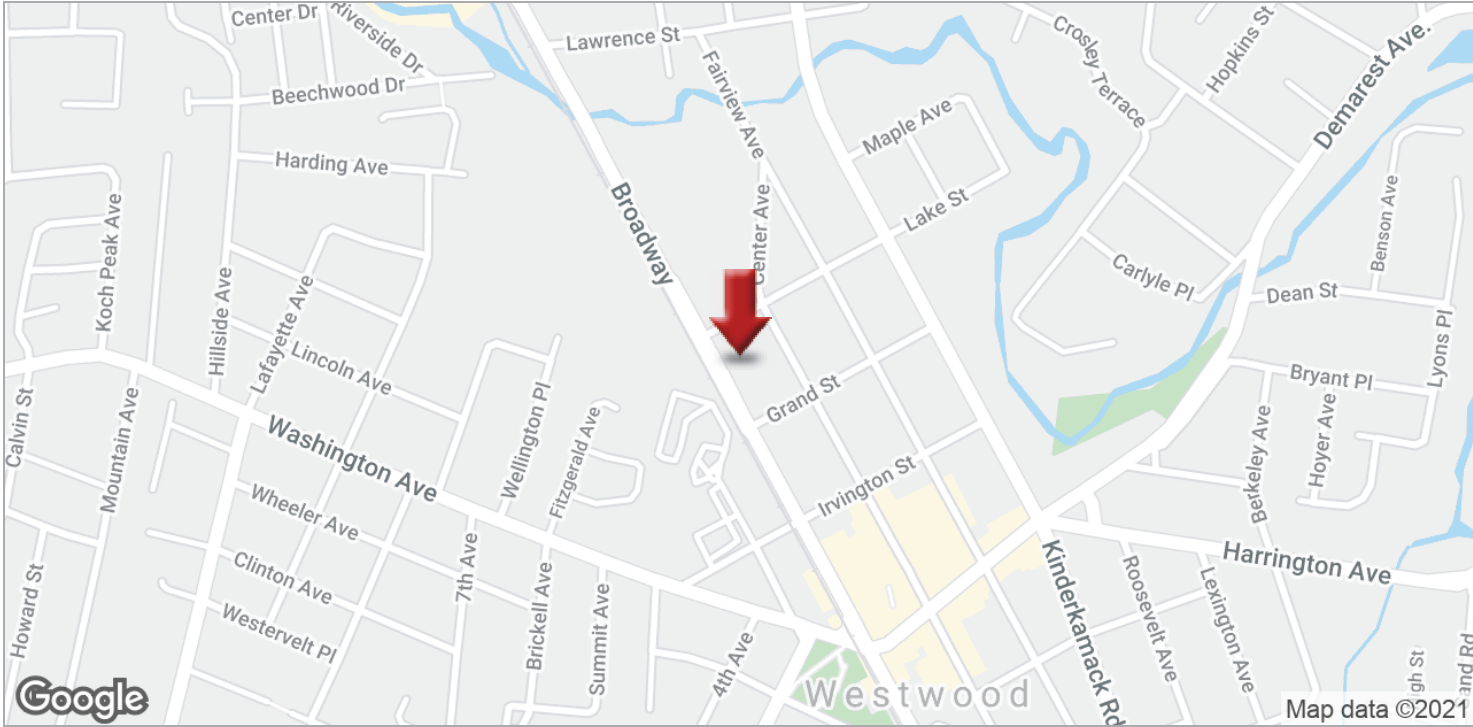 Center Dr
Riverside Dr
Lawrence St
Crosley Terrace
Hopkins St
Demarest Ave.
Beechwood Dr
Fairview Ave
Maple Ave
Harding Ave
Broadway
Center Ave
Lake St
Koch Peak Ave
Hillside Ave
Lafayette Ave
Carlyle Pl
Benson Ave
Dean St
Lincoln Ave
Lyons Pl
Bryant Pl
Calvin St
Mountain Ave
Washington Ave
Wellington Pl
Fitzgerald Ave
Grand St
Hoyer Ave
Berkeley Ave
Irvington St
Wheeler Ave
Harrington Ave
Howard St
Clinton Ave
7th Ave
Brickell Ave
Summit Ave
Kinderkamack Rd
Roosevelt Ave
Lexington Ave
Westervelt Pl
4th Ave
Westwood
igh St
and Rd
Google
Map data ©2021